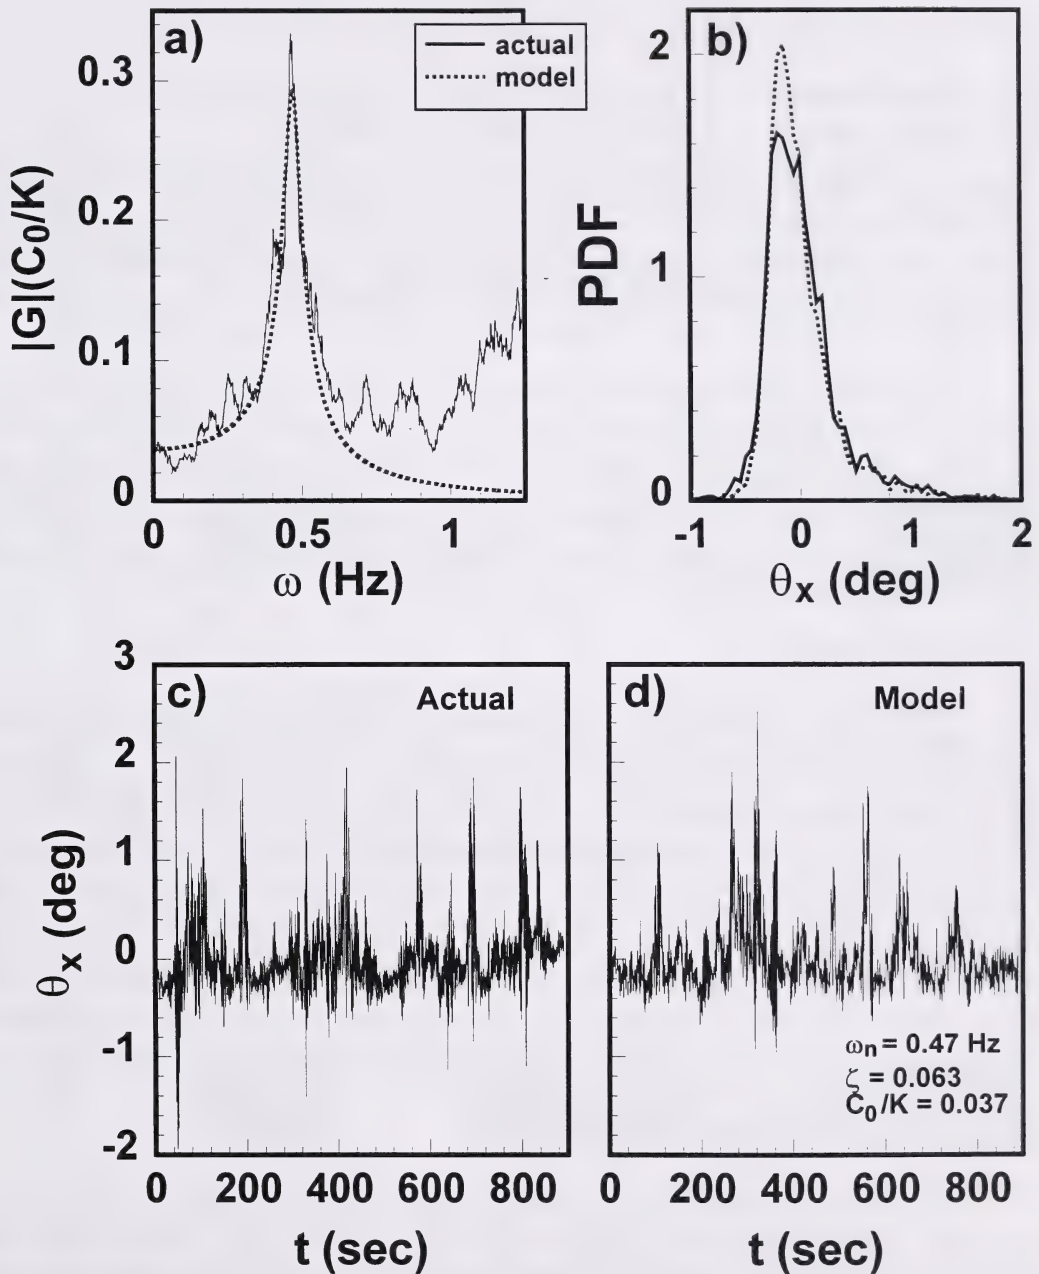 a)
actual
model
0.3
0.2
0.1
0
|G|(C0/K)
0 0.5 1
ω (Hz)
b)
2
1
0
PDF
-1 0 1 2
θx (deg)
c)
Actual
3
2
1
0
-1
-2
θx (deg)
0 200 400 600 800
t (sec)
d)
Model
ωn = 0.47 Hz
ζ = 0.063
C0/K = 0.037
0 200 400 600 800
t (sec)